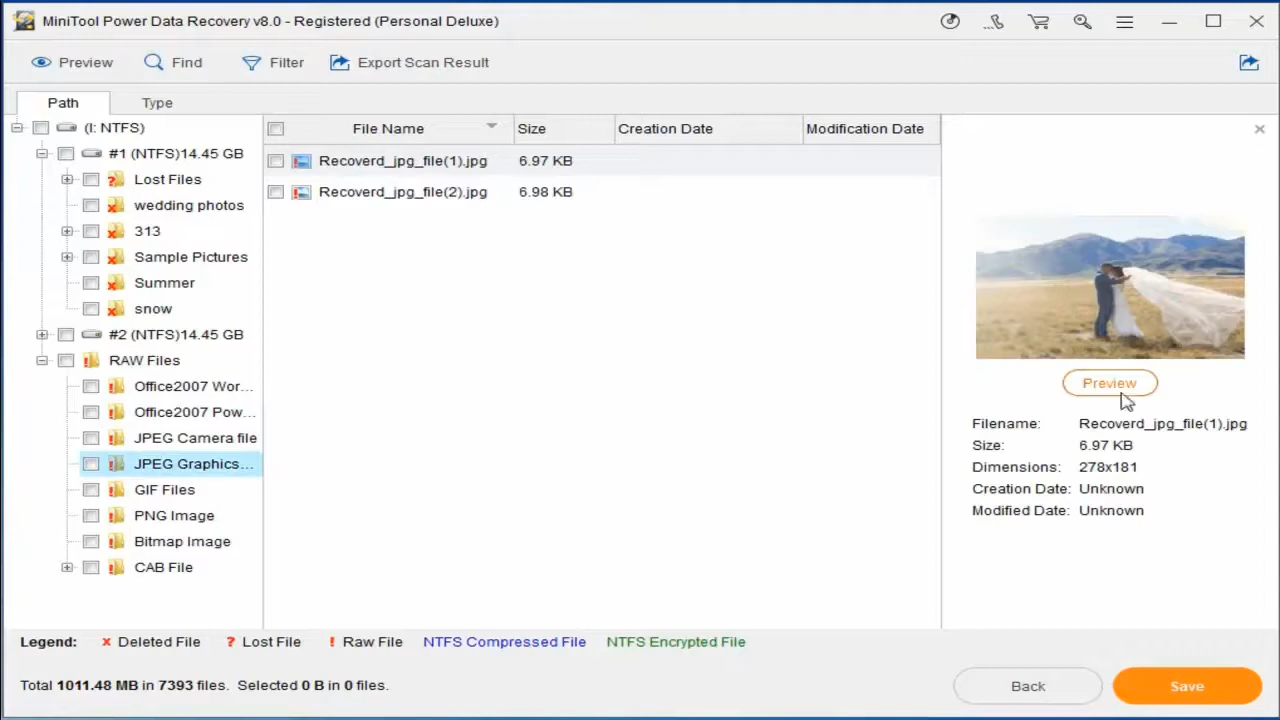 MiniTool Power Data Recovery v8.0 - Registered (Personal Deluxe)
Preview Find Filter Export Scan Result
Path Type
(I: NTFS)
#1 (NTFS)14.45 GB
Lost Files
wedding photos
313
Sample Pictures
Summer
snow
#2 (NTFS)14.45 GB
RAW Files
Office2007 Wor...
Office2007 Pow...
JPEG Camera file
JPEG Graphics...
GIF Files
PNG Image
Bitmap Image
CAB File
File Name Size Creation Date Modification Date
Recoverd_jpg_file(1).jpg 6.97 KB
Recoverd_jpg_file(2).jpg 6.98 KB
Preview
Filename: Recoverd_jpg_file(1).jpg
Size: 6.97 KB
Dimensions: 278x181
Creation Date: Unknown
Modified Date: Unknown
Legend: x Deleted File ? Lost File ! Raw File NTFS Compressed File NTFS Encrypted File
Total 1011.48 MB in 7393 files. Selected 0 B in 0 files.
Back Save